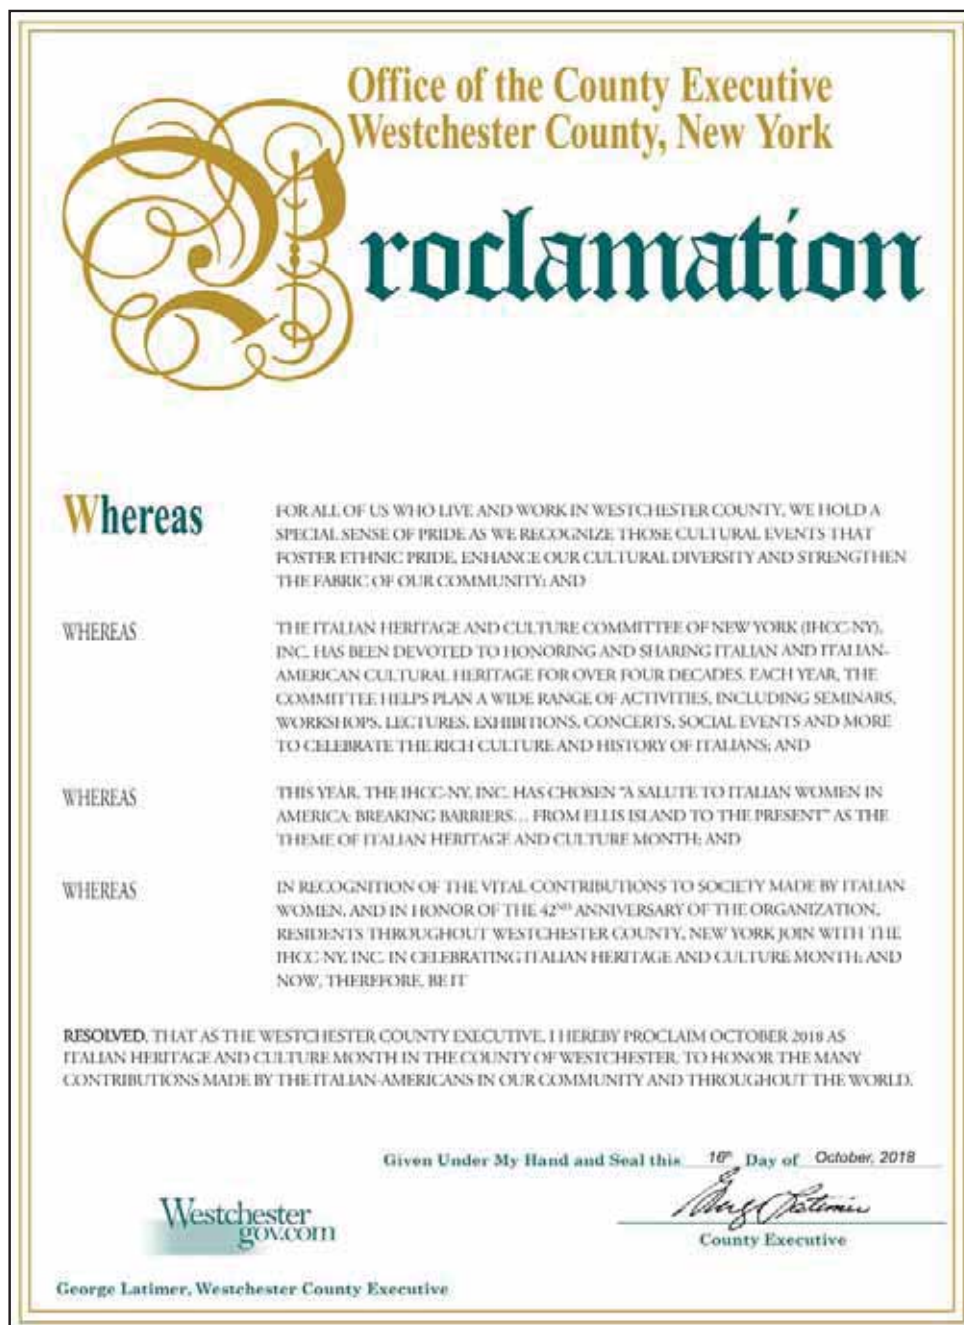 Office of the County Executive
Westchester County, New York
Proclamation
Whereas
FOR ALL OF US WHO LIVE AND WORK IN WESTCHESTER COUNTY, WE HOLD A
SPECIAL SENSE OF PRIDE AS WE RECOGNIZE THOSE CULTURAL EVENTS THAT
FOSTER ETHNIC PRIDE, ENHANCE OUR CULTURAL DIVERSITY AND STRENGTHEN
THE FABRIC OF OUR COMMUNITY; AND
WHEREAS
THE ITALIAN HERITAGE AND CULTURE COMMITTEE OF NEW YORK (IHCC-NY),
INC. HAS BEEN DEVOTED TO HONORING AND SHARING ITALIAN AND ITALIAN-
AMERICAN CULTURAL HERITAGE FOR OVER FOUR DECADES. EACH YEAR, THE
COMMITTEE HELPS PLAN A WIDE RANGE OF ACTIVITIES, INCLUDING SEMINARS,
WORKSHOPS, LECTURES, EXHIBITIONS, CONCERTS, SOCIAL EVENTS AND MORE
TO CELEBRATE THE RICH CULTURE AND HISTORY OF ITALIANS; AND
WHEREAS
THIS YEAR, THE IHCC-NY, INC. HAS CHOSEN "A SALUTE TO ITALIAN WOMEN IN
AMERICA: BREAKING BARRIERS… FROM ELLIS ISLAND TO THE PRESENT" AS THE
THEME OF ITALIAN HERITAGE AND CULTURE MONTH; AND
WHEREAS
IN RECOGNITION OF THE VITAL CONTRIBUTIONS TO SOCIETY MADE BY ITALIAN
WOMEN, AND IN HONOR OF THE 42ND ANNIVERSARY OF THE ORGANIZATION,
RESIDENTS THROUGHOUT WESTCHESTER COUNTY, NEW YORK JOIN WITH THE
IHCC-NY, INC. IN CELEBRATING ITALIAN HERITAGE AND CULTURE MONTH; AND
NOW, THEREFORE, BE IT
RESOLVED, THAT AS THE WESTCHESTER COUNTY EXECUTIVE, I HEREBY PROCLAIM OCTOBER 2018 AS
ITALIAN HERITAGE AND CULTURE MONTH IN THE COUNTY OF WESTCHESTER, TO HONOR THE MANY
CONTRIBUTIONS MADE BY THE ITALIAN-AMERICANS IN OUR COMMUNITY AND THROUGHOUT THE WORLD.
Given Under My Hand and Seal this 16th Day of October, 2018
George Latimer
County Executive
Westchester
gov.com
George Latimer, Westchester County Executive